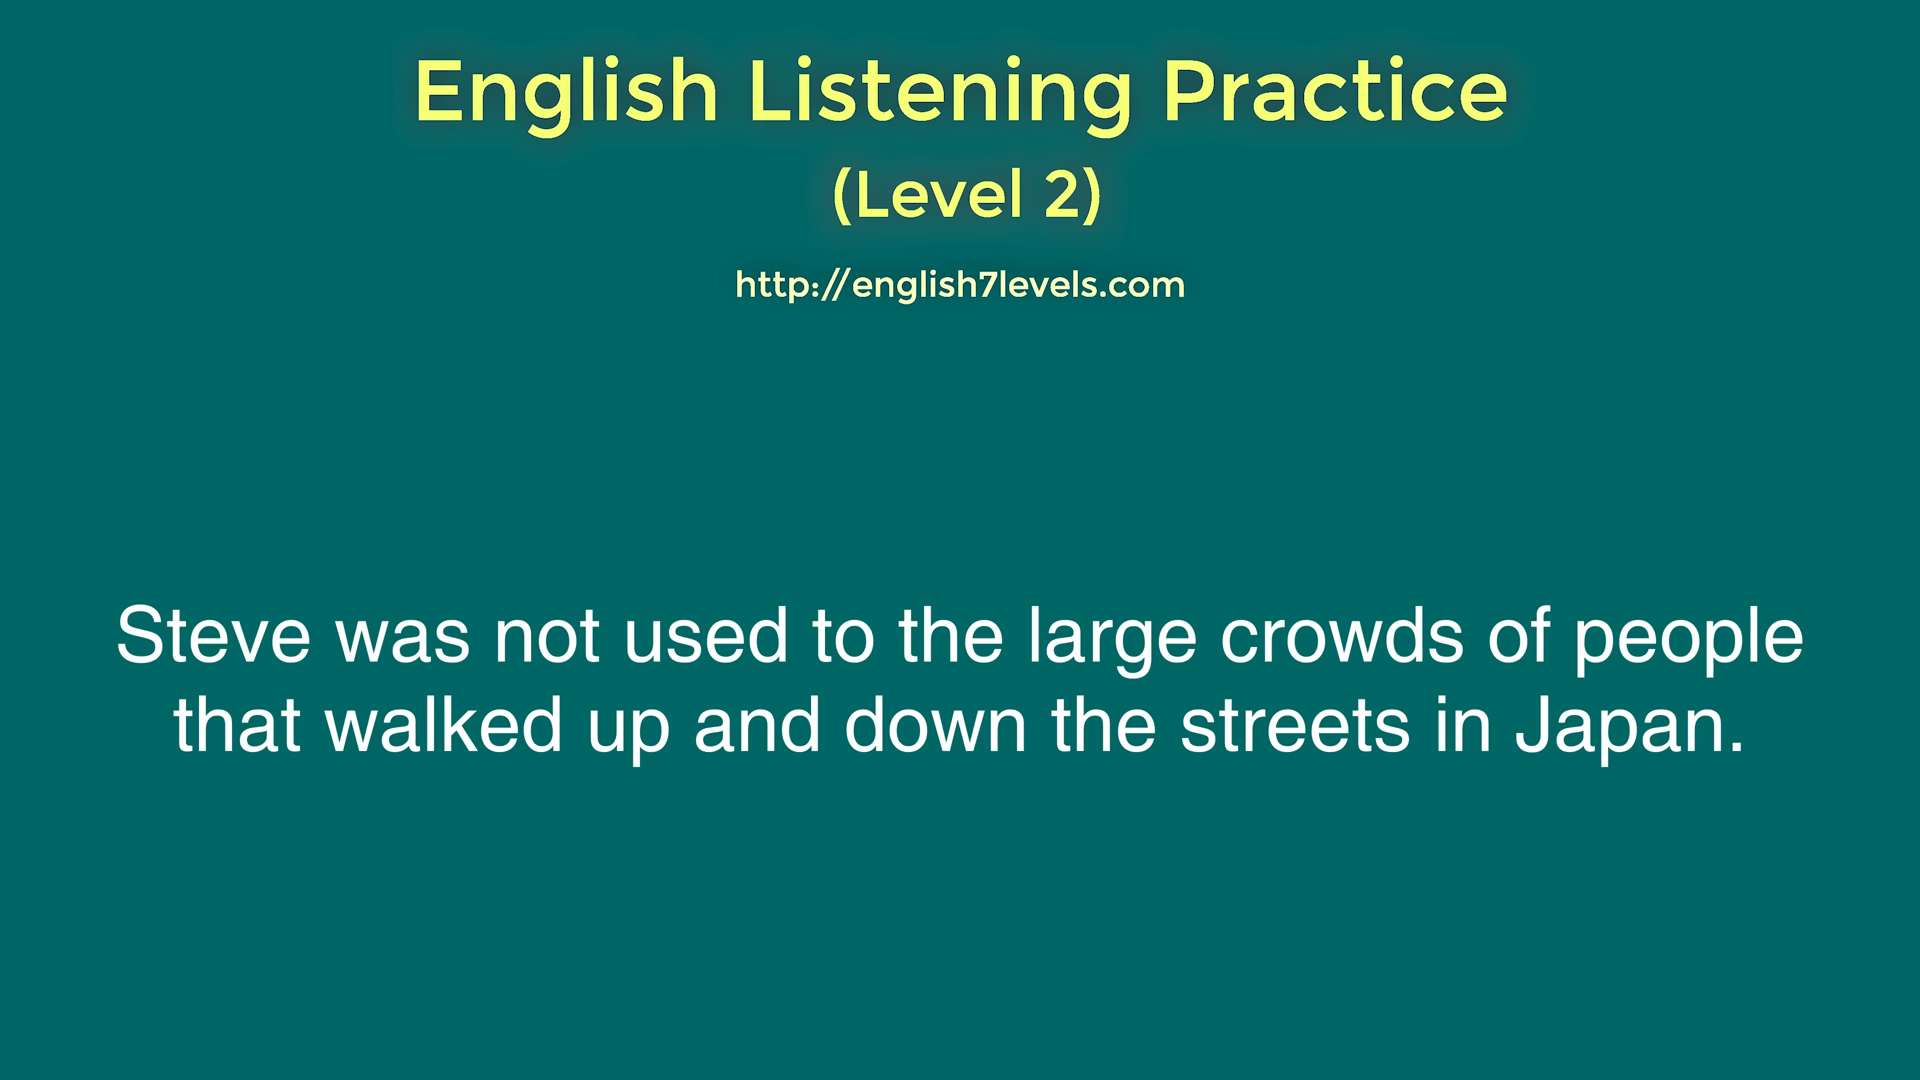 English Listening Practice
(Level 2)
http://english7levels.com
Steve was not used to the large crowds of people
that walked up and down the streets in Japan.